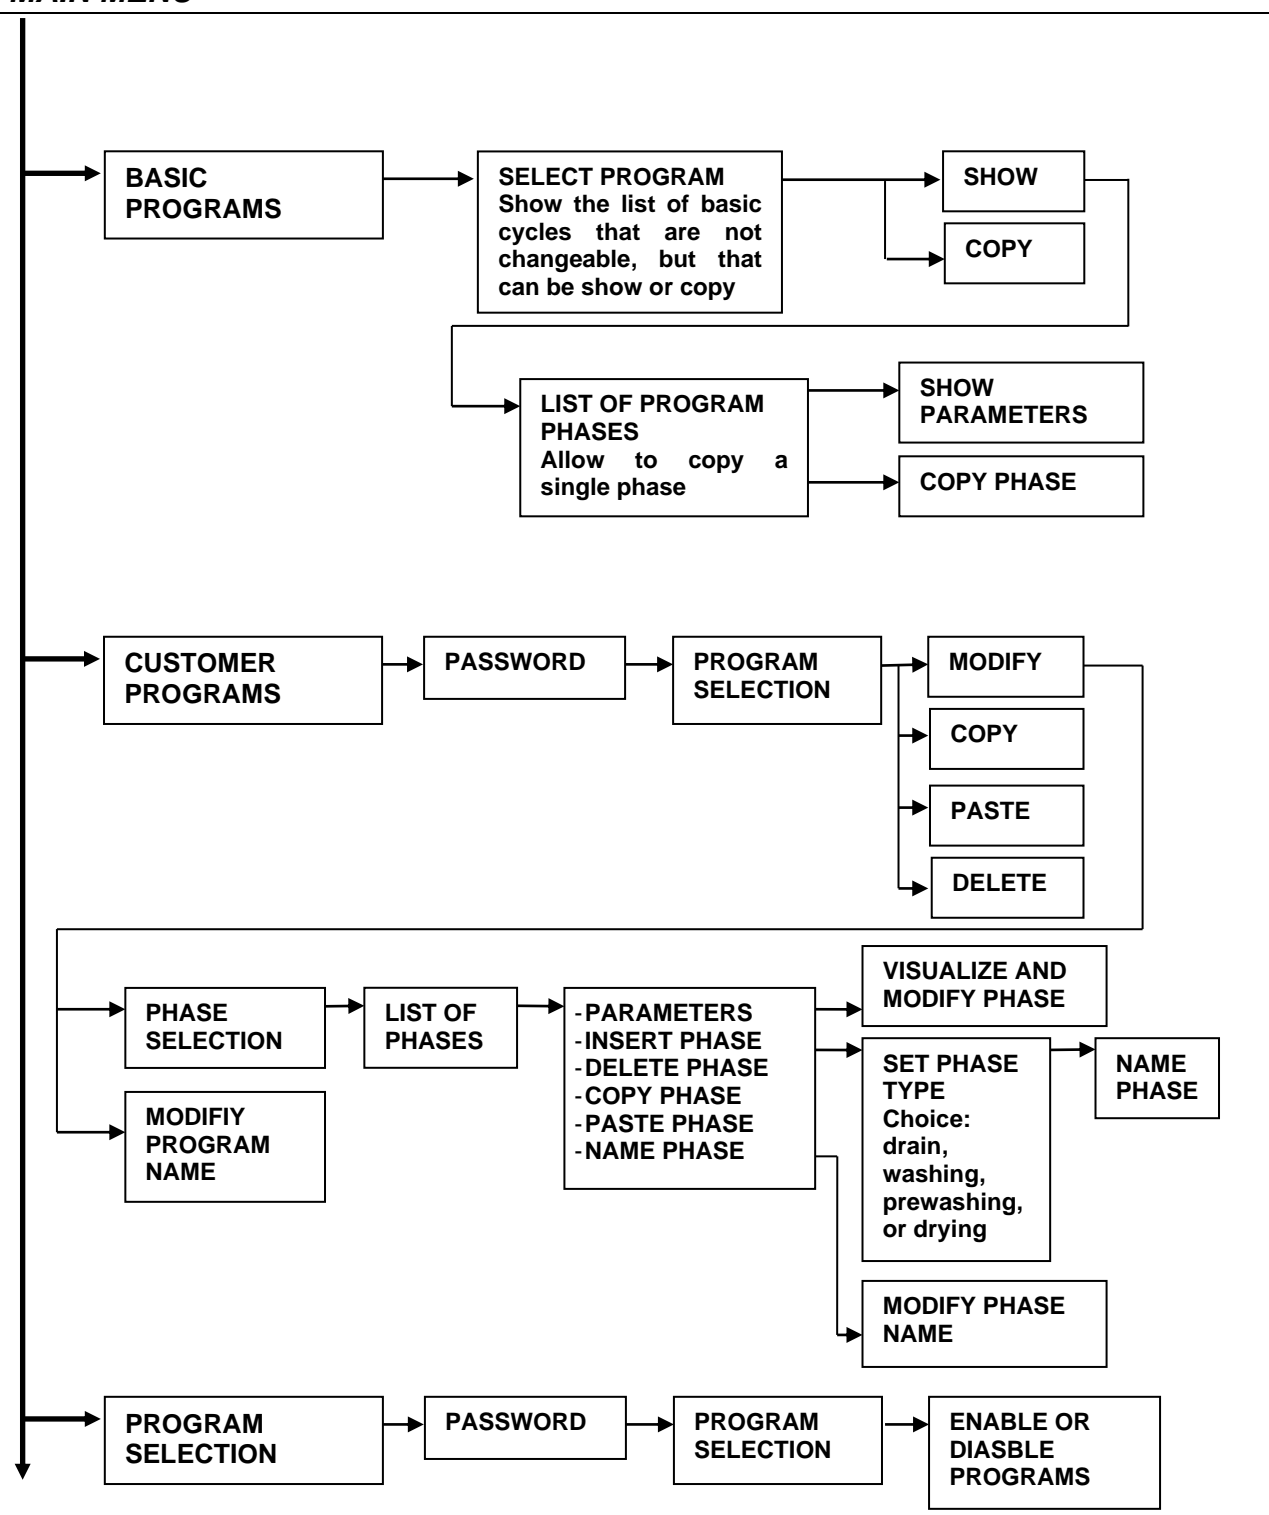 MAIN MENU
BASIC
PROGRAMS
SELECT PROGRAM
Show the list of basic
cycles that are not
changeable, but that
can be show or copy
SHOW
COPY
LIST OF PROGRAM
PHASES
Allow to copy a
single phase
SHOW
PARAMETERS
COPY PHASE
CUSTOMER
PROGRAMS
PASSWORD
PROGRAM
SELECTION
MODIFY
COPY
PASTE
DELETE
PHASE
SELECTION
LIST OF
PHASES
-PARAMETERS
-INSERT PHASE
-DELETE PHASE
-COPY PHASE
-PASTE PHASE
-NAME PHASE
VISUALIZE AND
MODIFY PHASE
SET PHASE
TYPE
Choice:
drain,
washing,
prewashing,
or drying
NAME
PHASE
MODIFIY
PROGRAM
NAME
MODIFY PHASE
NAME
PROGRAM
SELECTION
PASSWORD
PROGRAM
SELECTION
ENABLE OR
DIASBLE
PROGRAMS